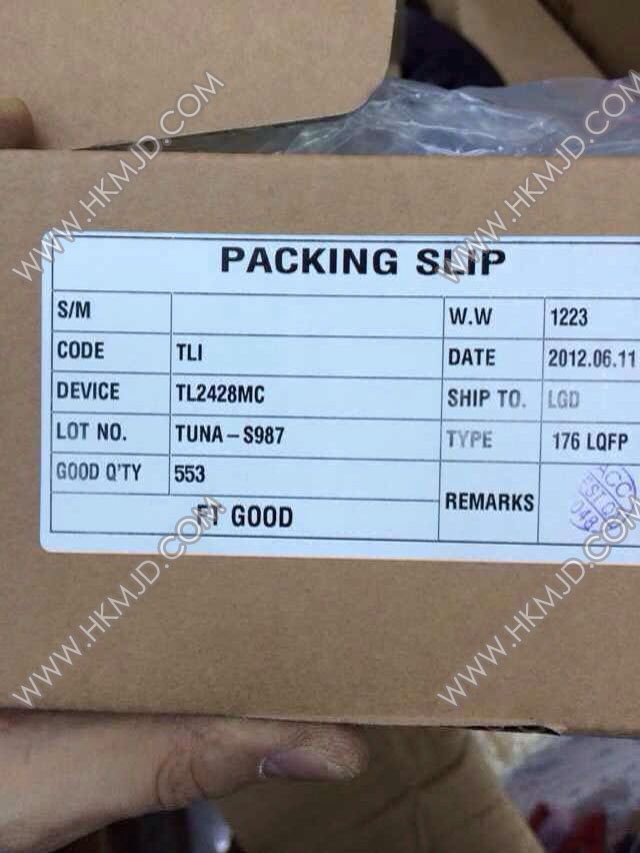 WWW.HKMJD.COM
WWW.HKMJD.COM
PACKING SLIP
S/M W.W 1223
CODE TLI DATE 2012.06.11
DEVICE TL2428MC SHIP TO. LGD
LOT NO. TUNA-S987 TYPE 176 LQFP
GOOD Q'TY 553 REMARKS ACC
048
FT GOOD
WWW.HKMJD.COM
WWW.HKMJD.COM